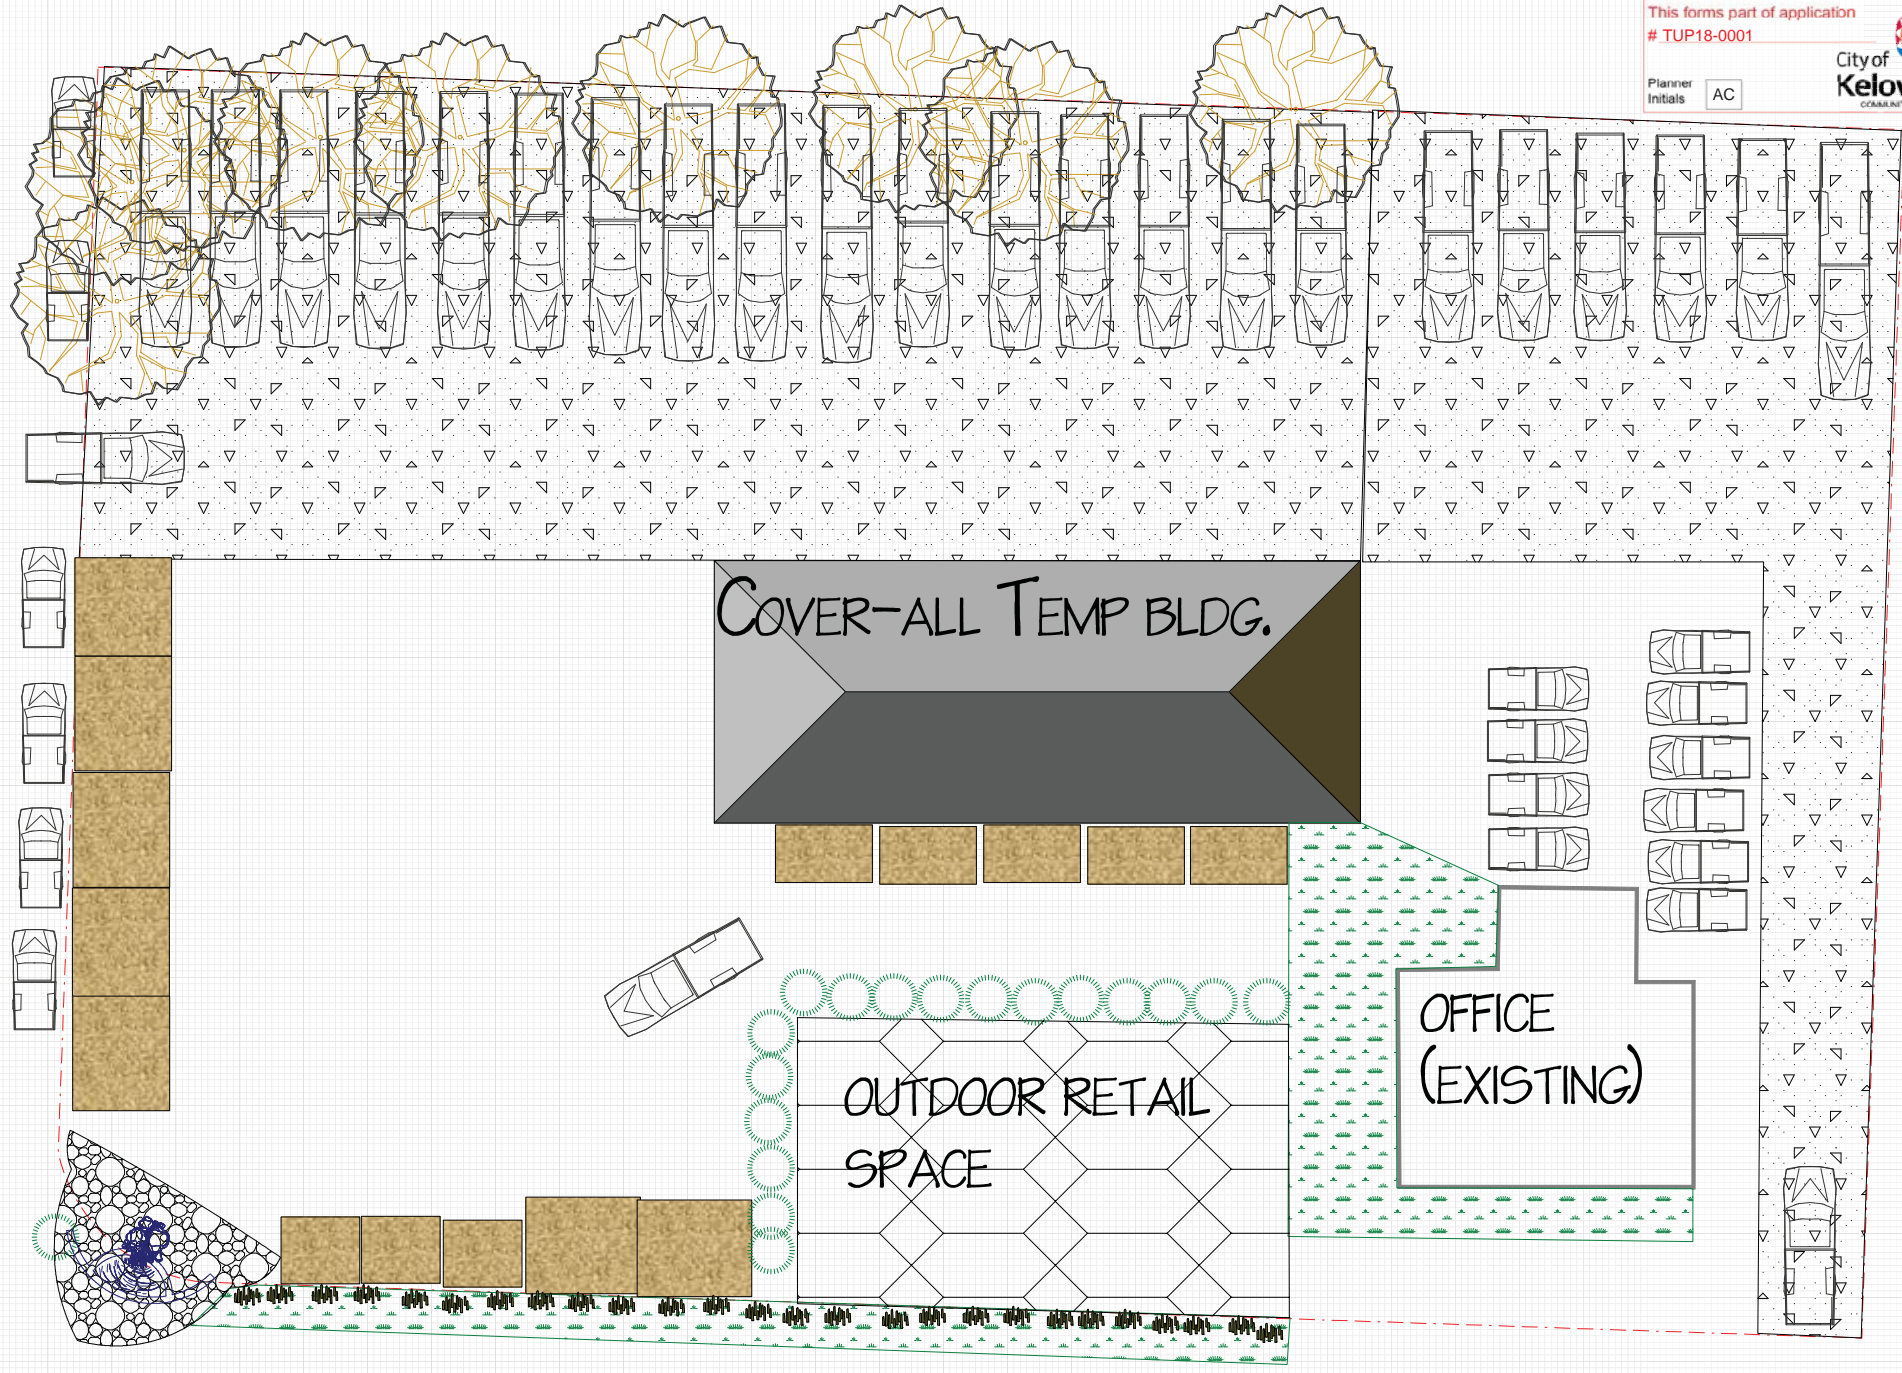 This forms part of application
# TUP18-0001
City of
Planner
Initials
AC
COVER-ALL TEMP BLDG.
OFFICE
(EXISTING)
OUTDOOR RETAIL
SPACE